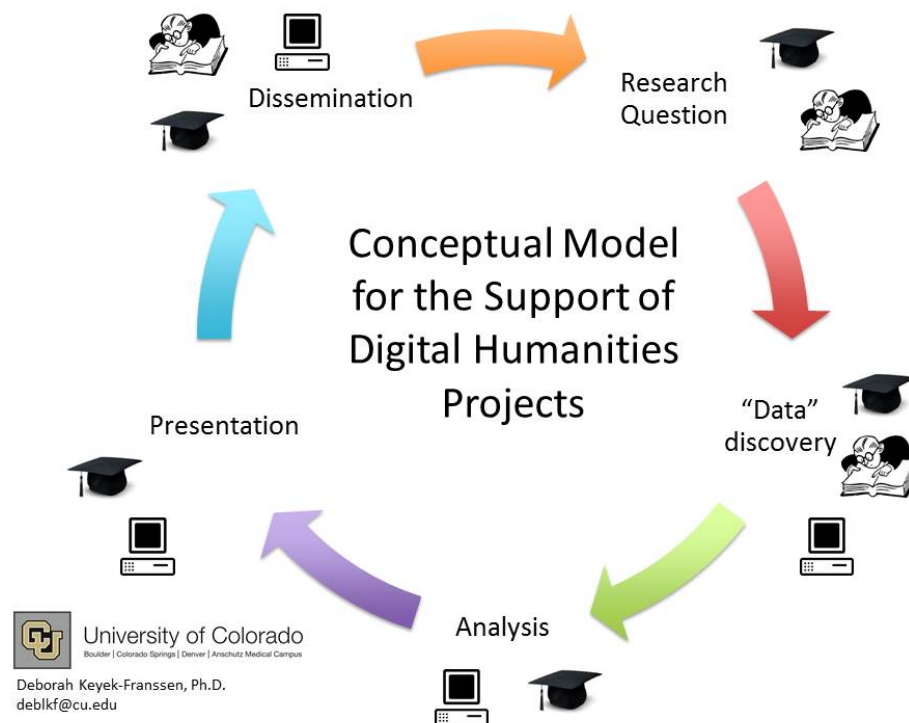 Dissemination
Research
Question
Conceptual Model
for the Support of
Digital Humanities
Projects
“Data”
discovery
Presentation
Analysis
CU
University of Colorado
Boulder | Colorado Springs | Denver | Anschutz Medical Campus
Deborah Keyek-Franssen, Ph.D.
deblkf@cu.edu